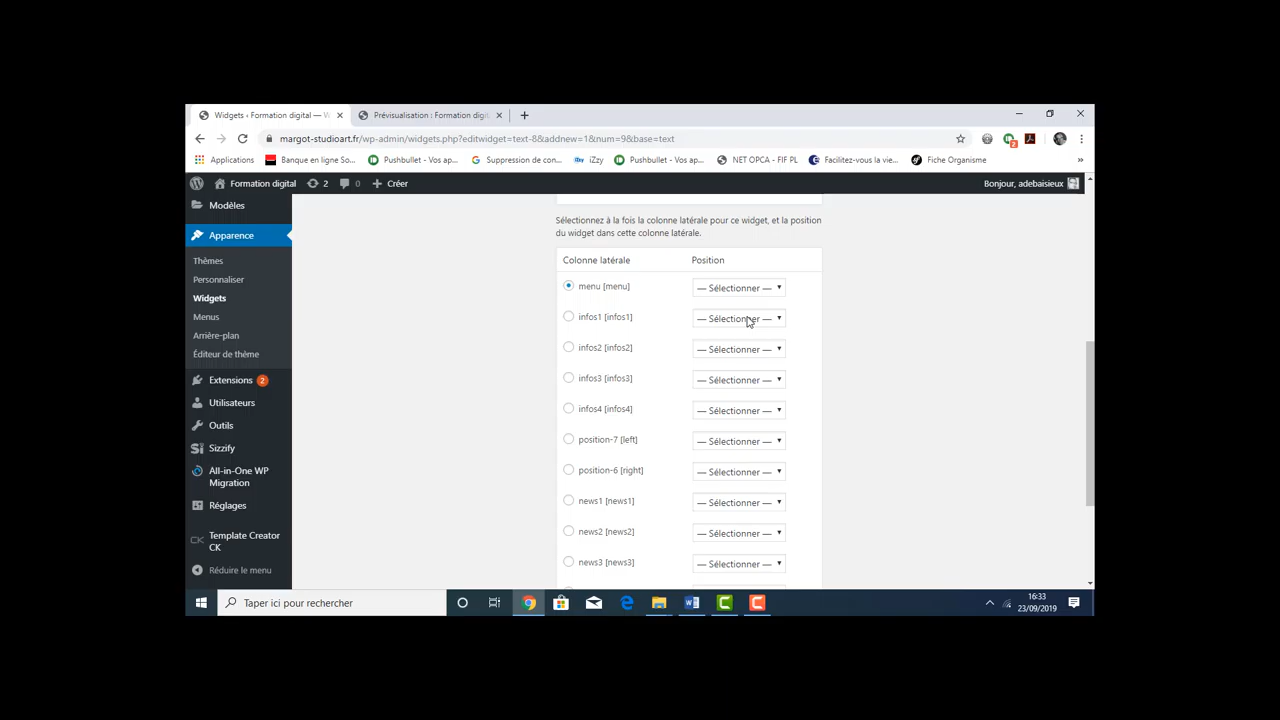 Widgets ‹ Formation digital — W
Prévisualisation : Formation digit
margot-studioart.fr/wp-admin/widgets.php?editwidget=text-8&addnew=1&num=9&base=text
2
Applications
Banque en ligne So...
Pushbullet - Vos ap...
Suppression de con...
iZzy
Pushbullet - Vos ap...
NET OPCA - FIF PL
Facilitez-vous la vie...
Fiche Organisme
»
Formation digital
2
0
Créer
Bonjour, adebaisieux
Modèles
Apparence
Thèmes
Personnaliser
Widgets
Menus
Arrière-plan
Éditeur de thème
Extensions 2
Utilisateurs
Outils
Sizzify
All-in-One WP
Migration
Réglages
Template Creator
CK
Réduire le menu
Sélectionnez à la fois la colonne latérale pour ce widget, et la position
du widget dans cette colonne latérale.
Colonne latérale Position
menu [menu] — Sélectionner —
infos1 [infos1] — Sélectionner —
infos2 [infos2] — Sélectionner —
infos3 [infos3] — Sélectionner —
infos4 [infos4] — Sélectionner —
position-7 [left] — Sélectionner —
position-6 [right] — Sélectionner —
news1 [news1] — Sélectionner —
news2 [news2] — Sélectionner —
news3 [news3] — Sélectionner —
Taper ici pour rechercher
16:33
23/09/2019